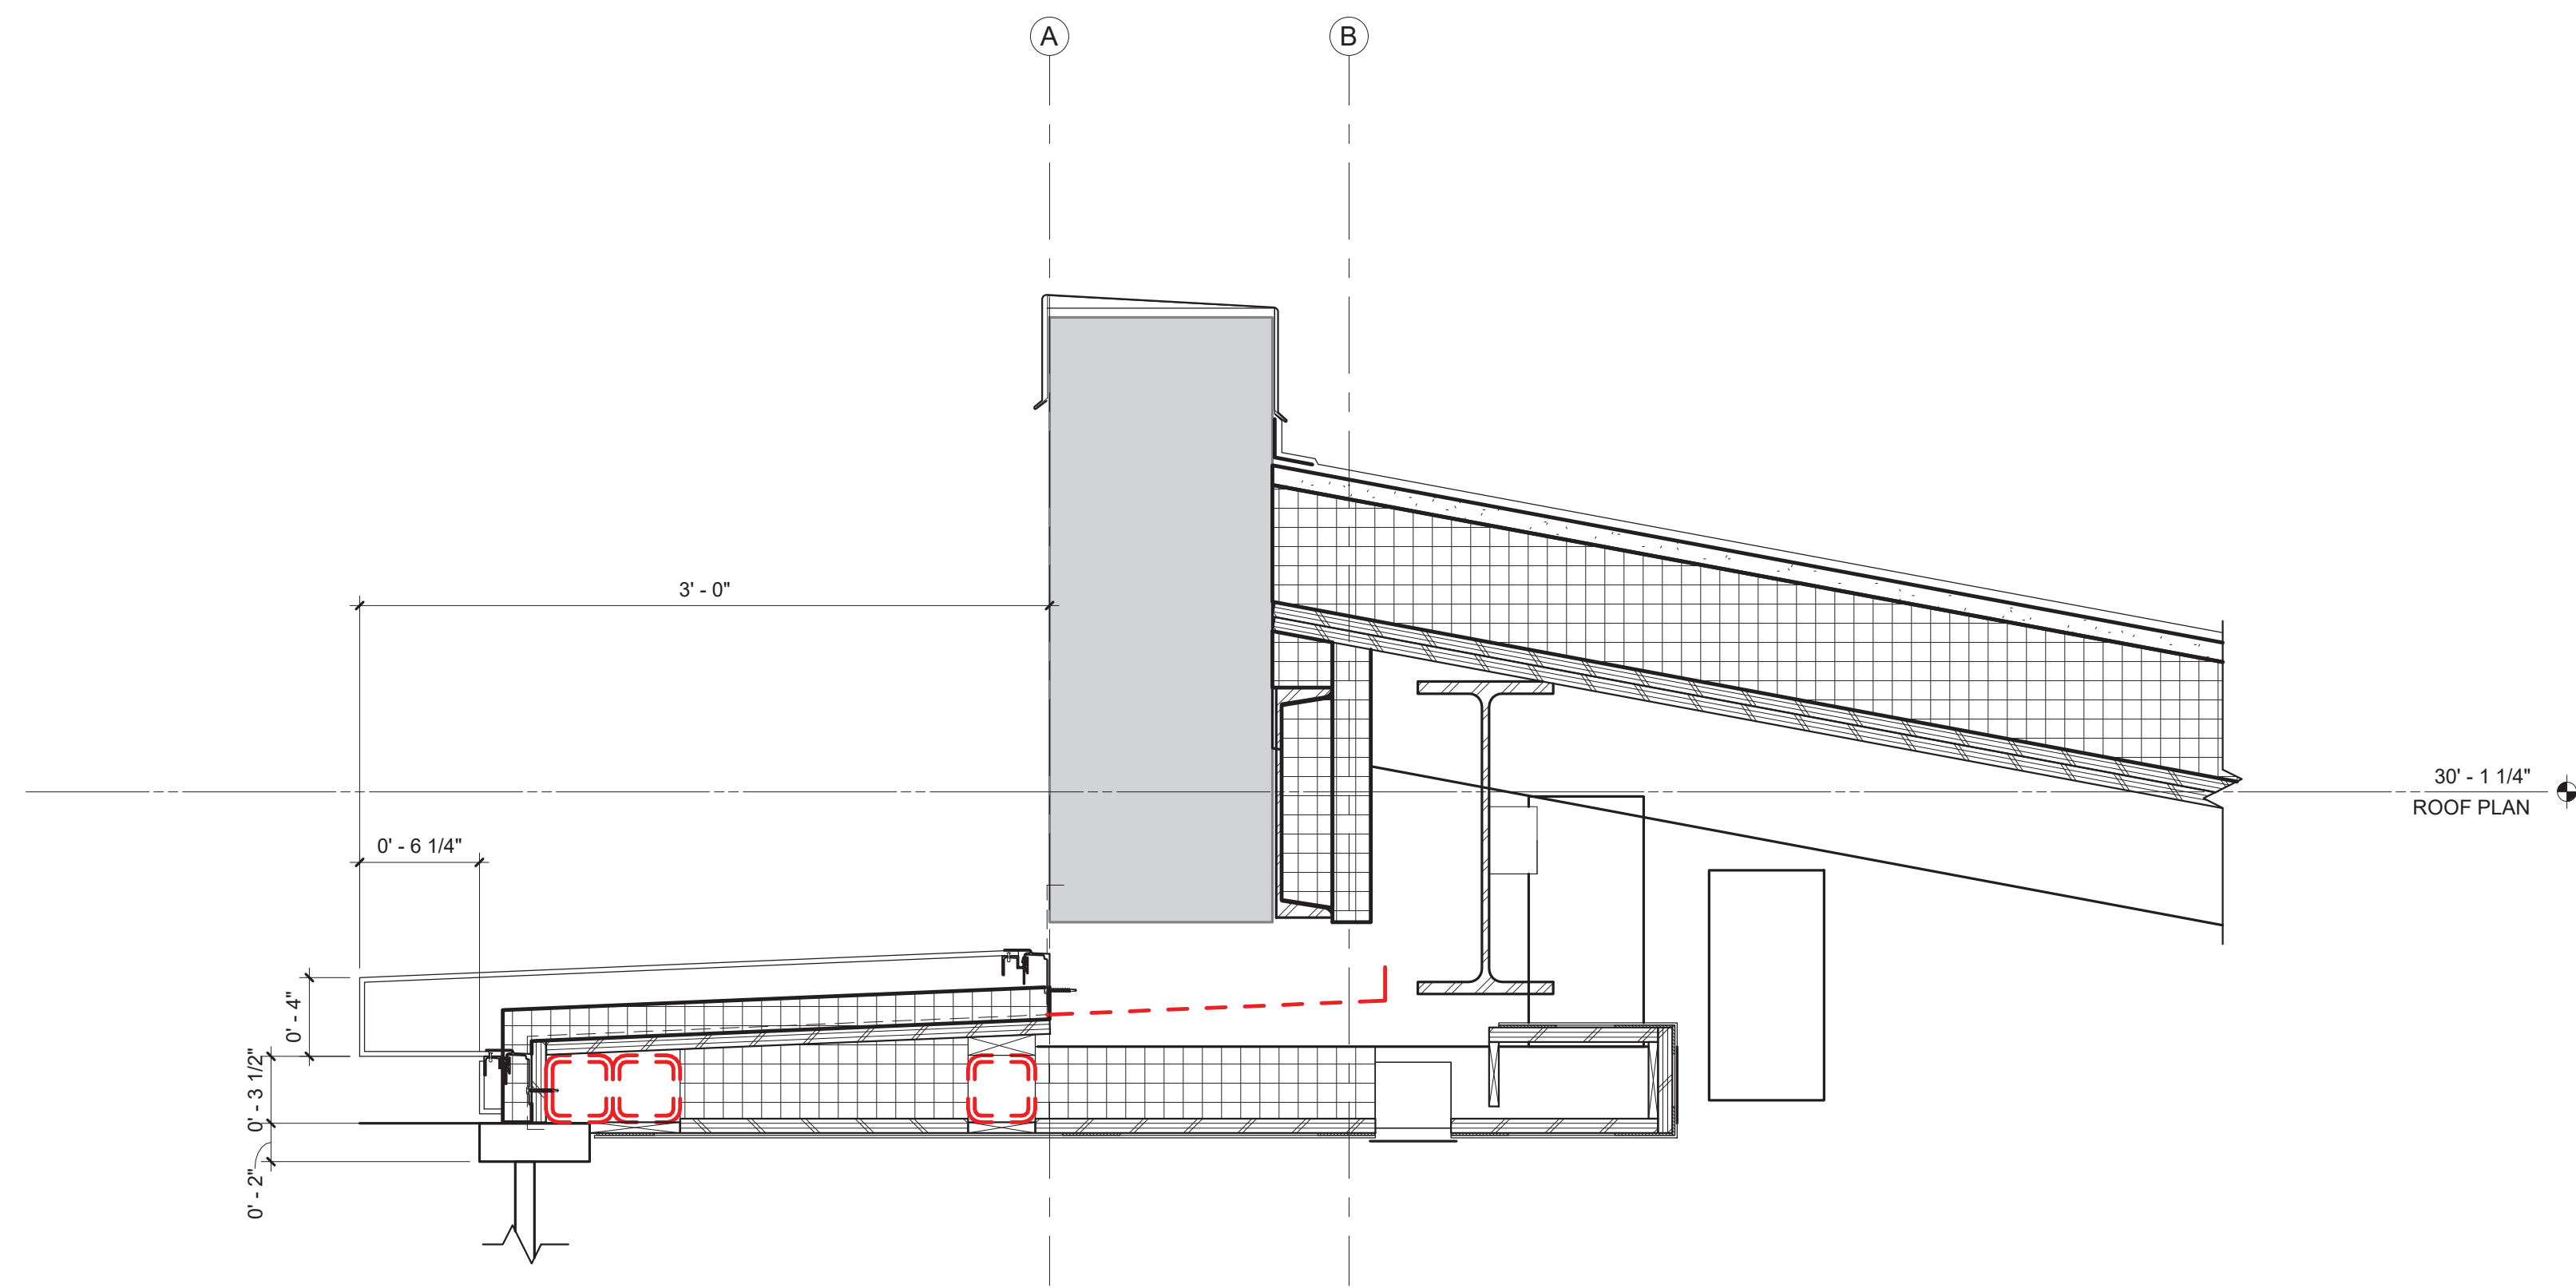 A
B
3' - 0"
30' - 1 1/4"
ROOF PLAN
0' - 6 1/4"
0' - 4"
0' - 3 1/2"
0' - 2"